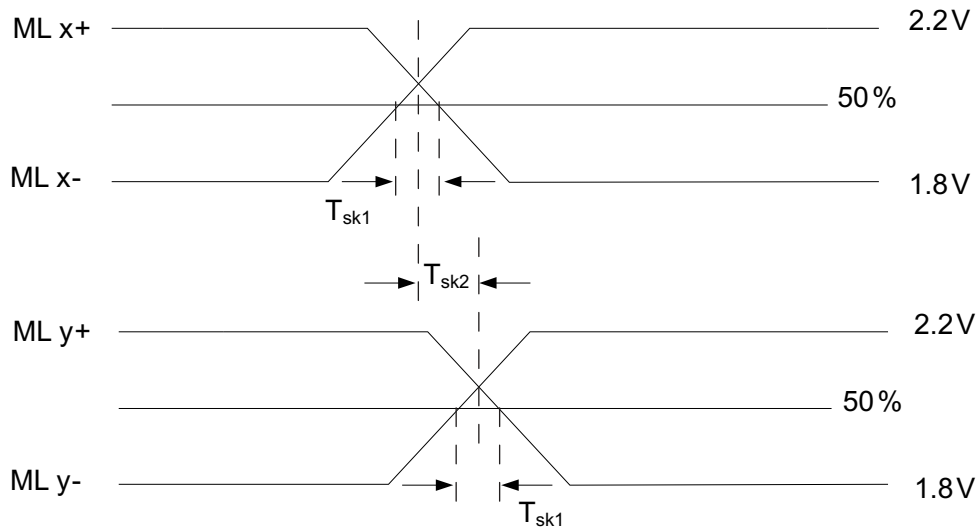 ML x+
2.2V
50%
ML x-
1.8V
Tsk1
Tsk2
ML y+
2.2V
50%
ML y-
1.8V
Tsk1